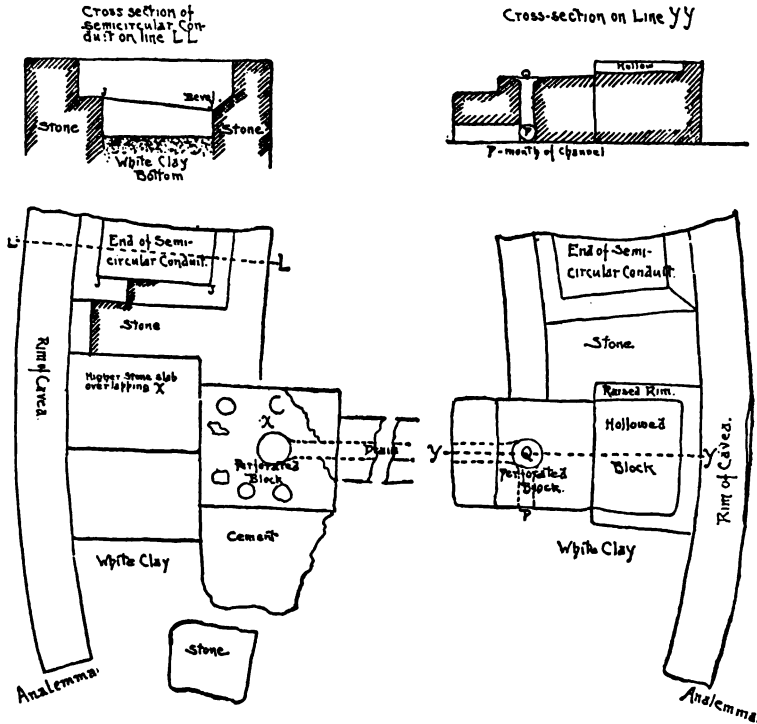 Cross section of
semicircular Con-
duit on line LL
Cross-section on Line YY
Hollow
Q
J
Bevel
J
Stone
Stone
P
White Clay
Bottom
P-mouth of Channel
L
End of Semi-
circular Conduit.
L
J
J
Stone
End of Semi-
circular Conduit.
Stone
Rim of Cavea.
Higher Stone slab
overlapping X
X
Drain
Perforated
Block
Cement
White Clay
Stone
Analemma.
Raised Rim.
Hollowed
Block
Y
Q
Y
Perforated
Block.
P
Rim of Cavea.
White Clay
Analemma.